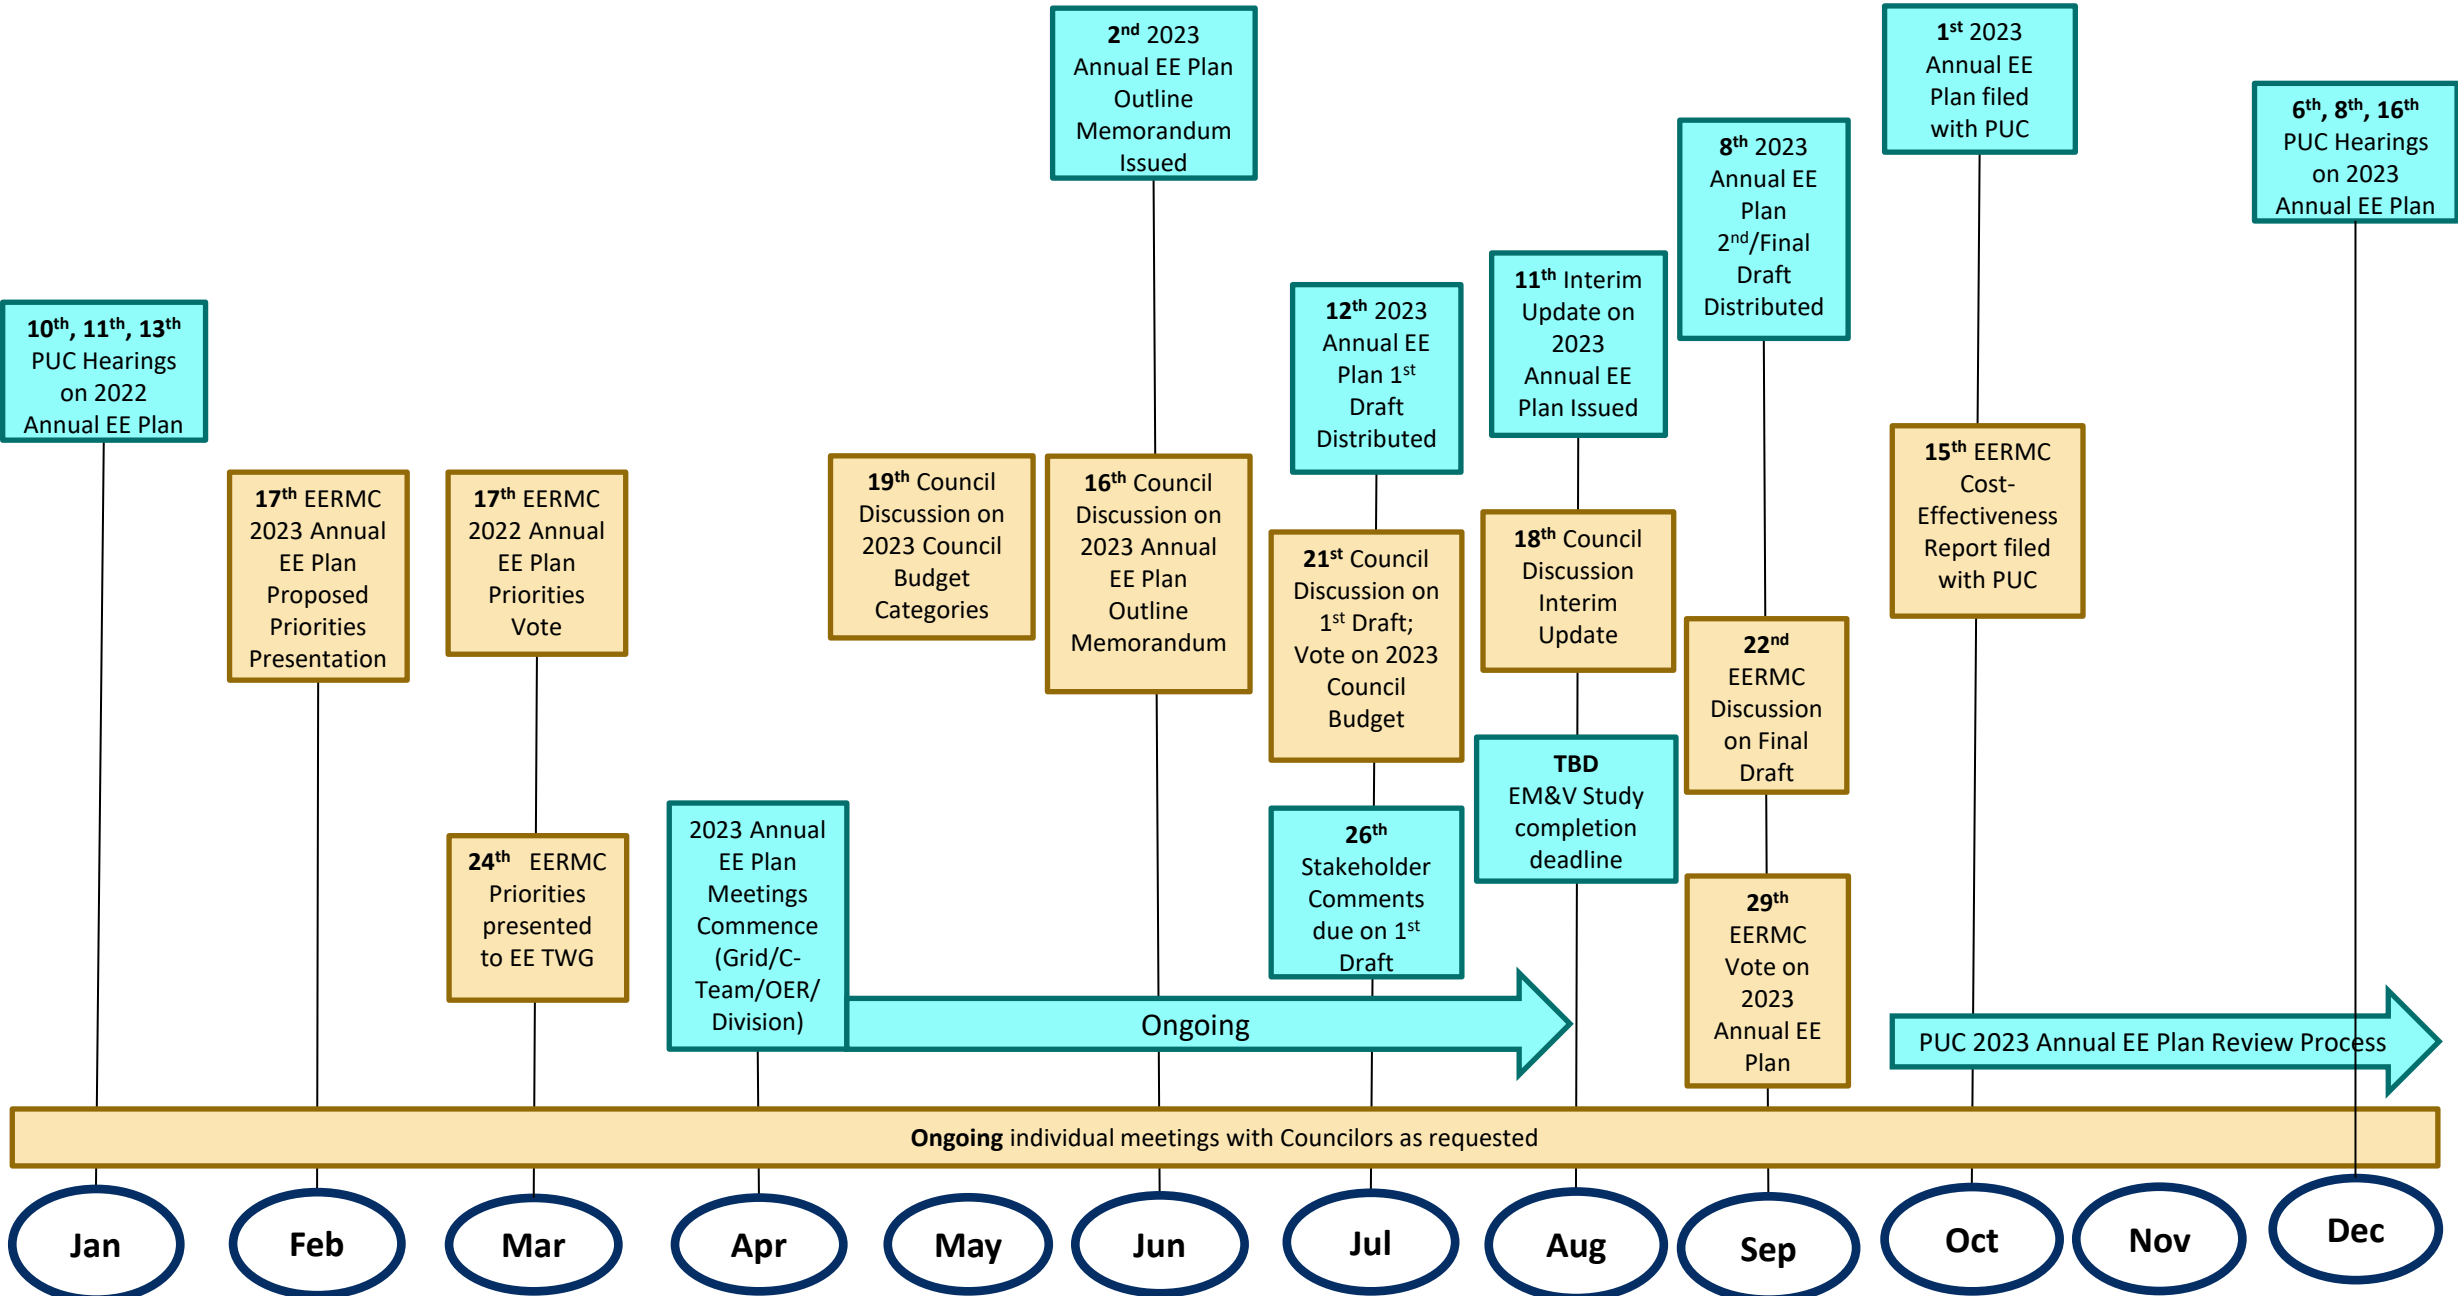 10th, 11th, 13th
PUC Hearings
on 2022
Annual EE Plan
17th EERMC
2023 Annual
EE Plan
Proposed
Priorities
Presentation
17th EERMC
2022 Annual
EE Plan
Priorities
Vote
24th EERMC
Priorities
presented
to EE TWG
2023 Annual
EE Plan
Meetings
Commence
(Grid/C-
Team/OER/
Division)
Ongoing
19th Council
Discussion on
2023 Council
Budget
Categories
2nd 2023
Annual EE Plan
Outline
Memorandum
Issued
16th Council
Discussion on
2023 Annual
EE Plan
Outline
Memorandum
12th 2023
Annual EE
Plan 1st
Draft
Distributed
21st Council
Discussion on
1st Draft;
Vote on 2023
Council
Budget
26th
Stakeholder
Comments
due on 1st
Draft
11th Interim
Update on
2023
Annual EE
Plan Issued
18th Council
Discussion
Interim
Update
TBD
EM&V Study
completion
deadline
8th 2023
Annual EE
Plan
2nd/Final
Draft
Distributed
22nd
EERMC
Discussion
on Final
Draft
29th
EERMC
Vote on
2023
Annual EE
Plan
1st 2023
Annual EE
Plan filed
with PUC
15th EERMC
Cost-
Effectiveness
Report filed
with PUC
6th, 8th, 16th
PUC Hearings
on 2023
Annual EE Plan
PUC 2023 Annual EE Plan Review Process
Ongoing individual meetings with Councilors as requested
Jan
Feb
Mar
Apr
May
Jun
Jul
Aug
Sep
Oct
Nov
Dec